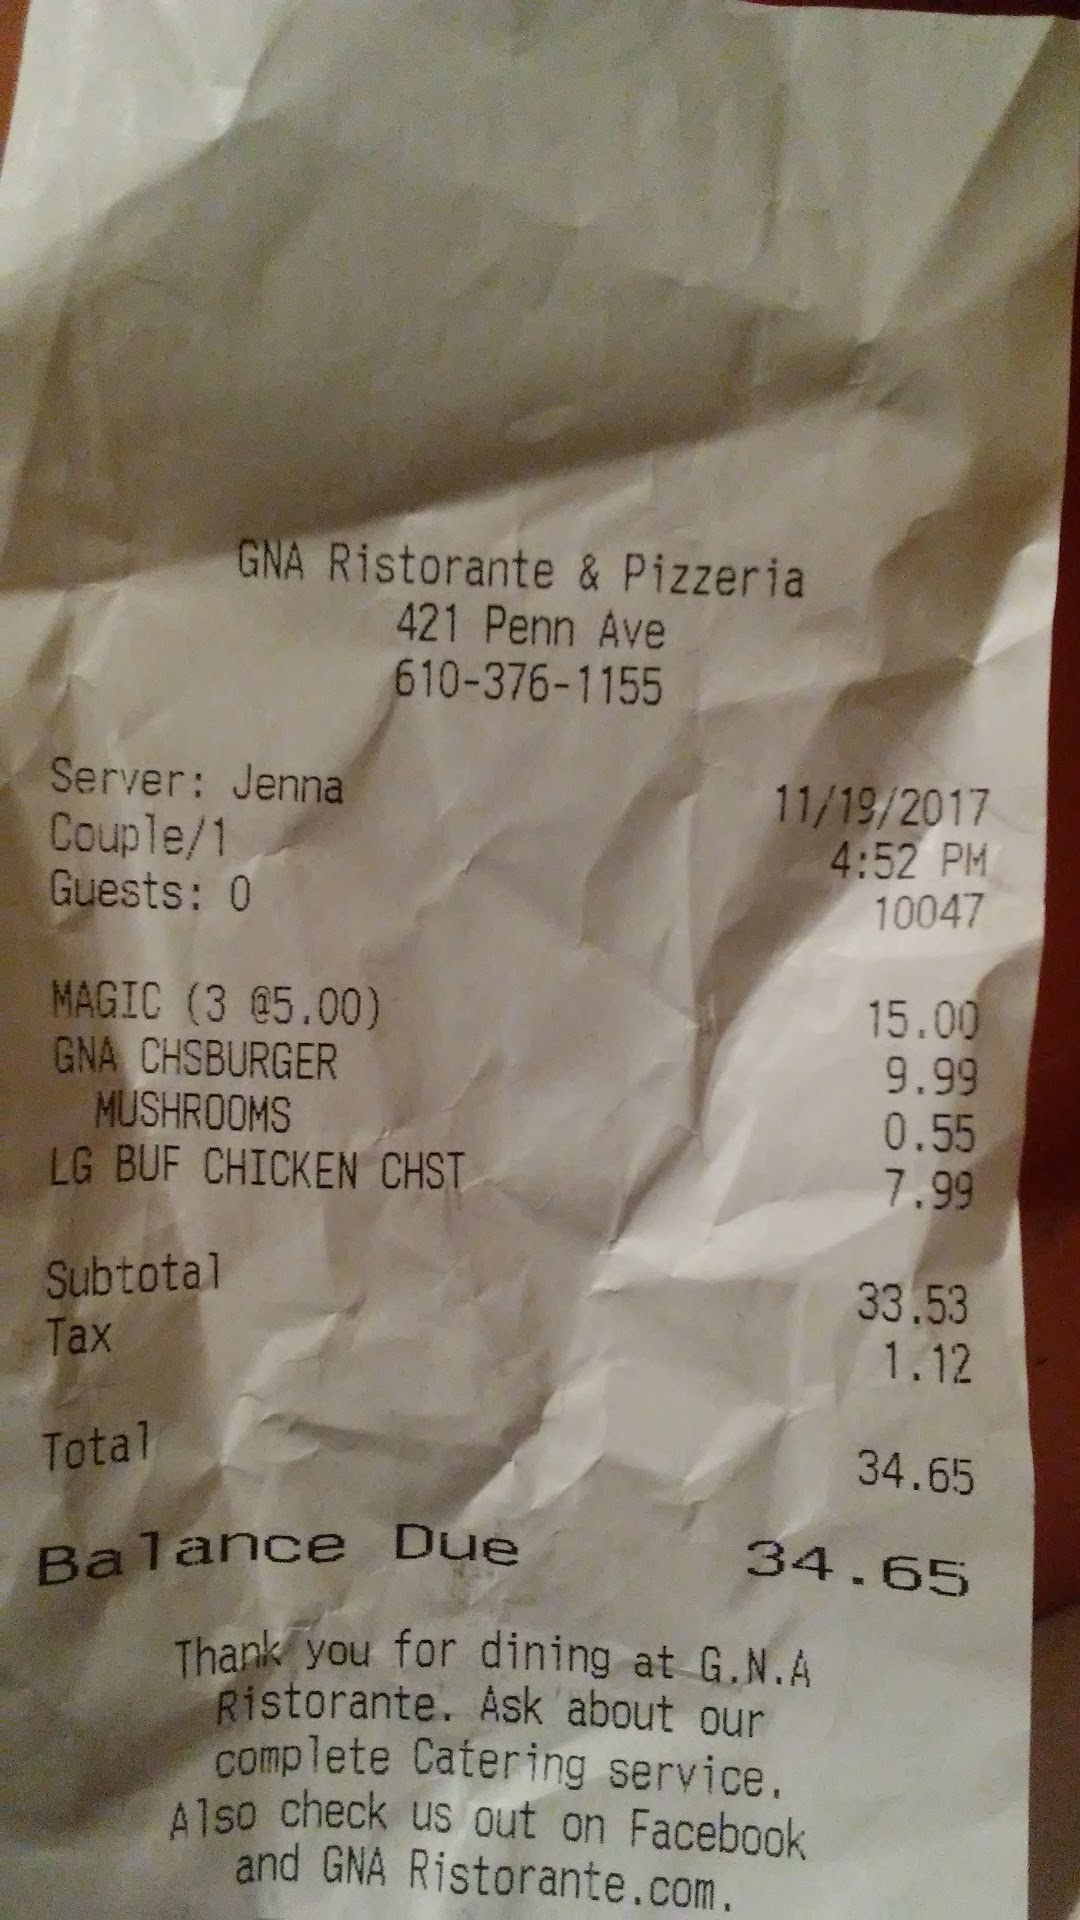 GNA Ristorante & Pizzeria
421 Penn Ave
610-376-1155
Server: Jenna 11/19/2017
Couple/1 4:52 PM
Guests: 0 10047
MAGIC (3 @5.00) 15.00
GNA CHSBURGER 9.99
MUSHROOMS 0.55
LG BUF CHICKEN CHST 7.99
Subtotal 33.53
Tax 1.12
Total 34.65
Balance Due 34.65
Thank you for dining at G.N.A
Ristorante. Ask about our
complete Catering service.
Also check us out on Facebook
and GNA Ristorante.com.